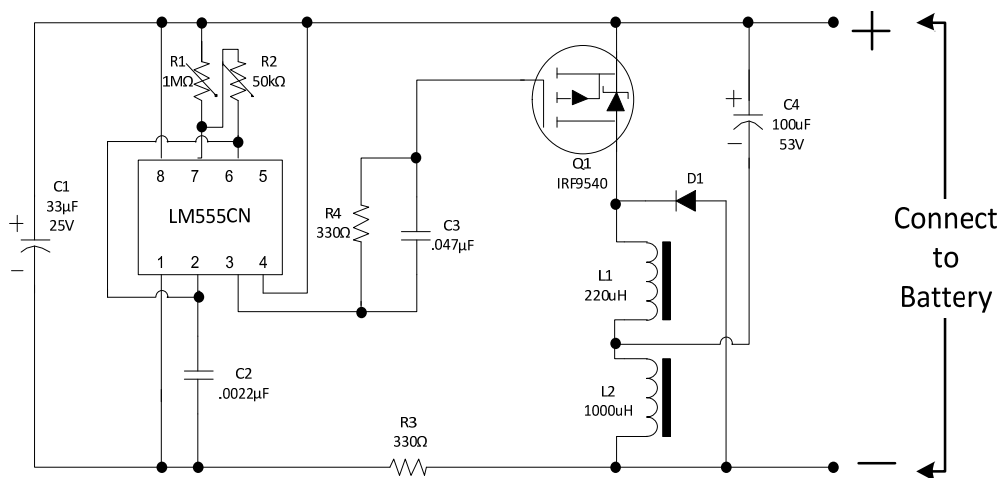 R1
1MΩ
R2
50kΩ
8 7 6 5
LM555CN
1 2 3 4
C1
33µF
25V
+
−
C2
.0022µF
R4
330Ω
C3
.047µF
R3
330Ω
Q1
IRF9540
D1
L1
220uH
L2
1000uH
+
−
C4
100uF
53V
+
−
Connect
to
Battery